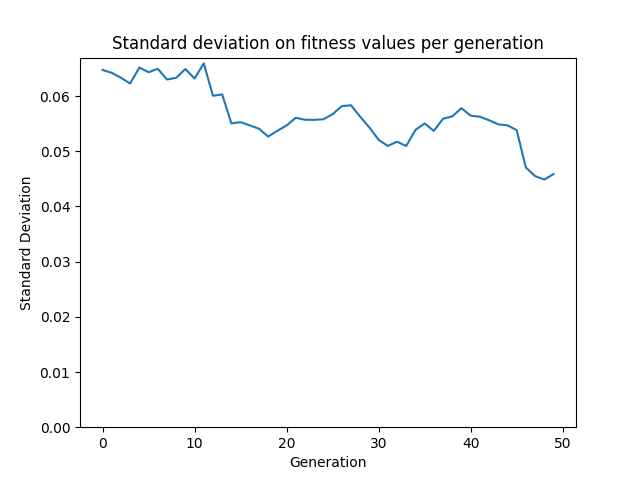 Standard deviation on fitness values per generation
0.06
0.05
0.04
0.03
0.02
0.01
0.00
Standard Deviation
0 10 20 30 40 50
Generation